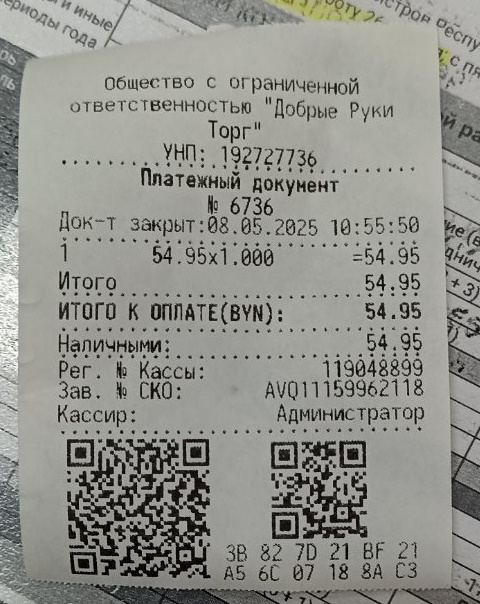 Общество с ограниченной
ответственностью "Добрые Руки
Торг"
УНП: 192727736
Платежный документ
№ 6736
Док-т закрыт:08.05.2025 10:55:50
1 54.95x1.000 =54.95
Итого 54.95
ИТОГО К ОПЛАТЕ(BYN): 54.95
Наличными: 54.95
Рег. № Кассы: 119048899
Зав. № СКО: AVQ11159962118
Кассир: Администратор
3B 82 7D 21 BF 21
A5 6C 07 18 8A C3
и иные
периоды года